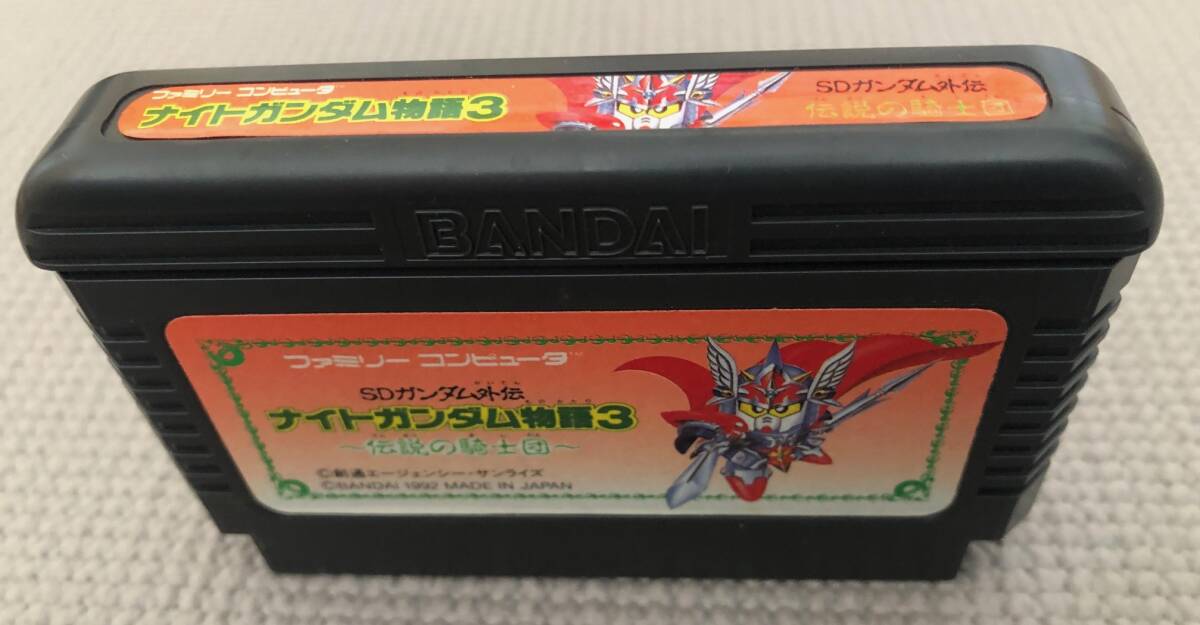 ファミリー コンピュータ
ナイトガンダム物語3
SDガンダム外伝
伝説の騎士団
BANDAI
ファミリー コンピュータ™
SDガンダム外伝
ナイトガンダム物語3
~伝説の騎士団~
©創通エージェンシー・サンライズ
©BANDAI 1992 MADE IN JAPAN